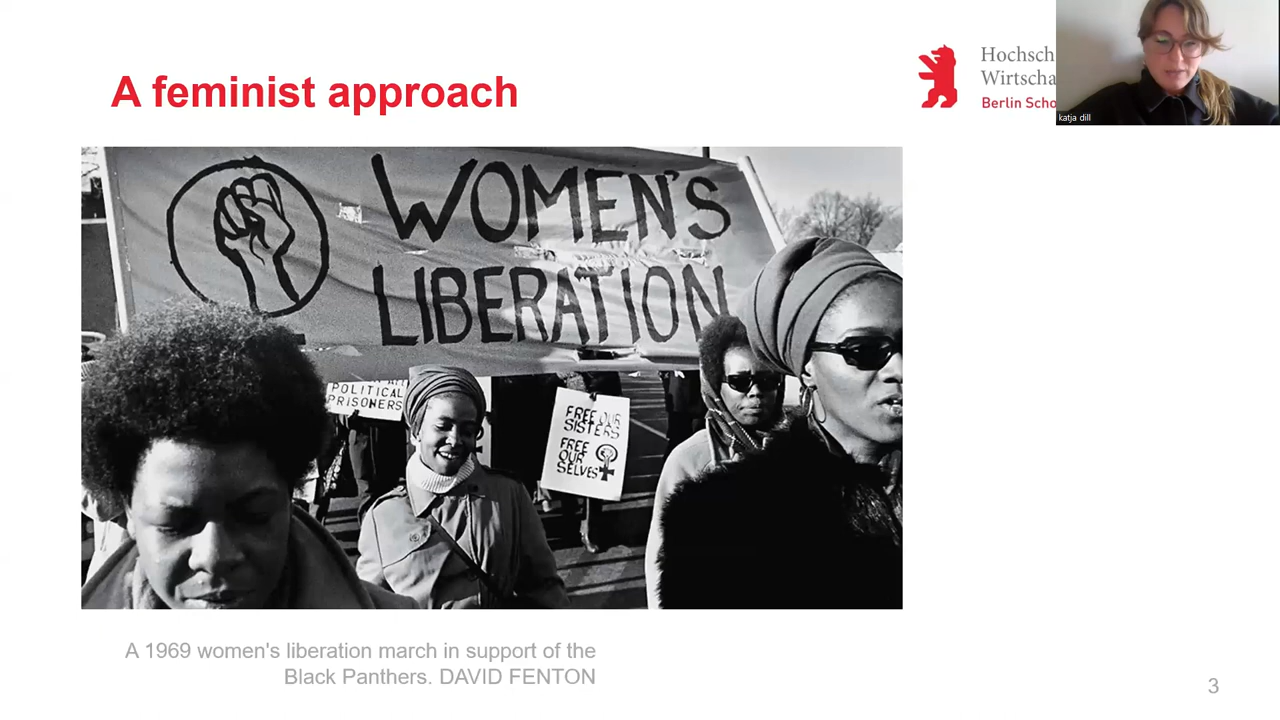 A feminist approach
Hochsch
Wirtscha
Berlin Scho
katja dill
WOMEN'S
LIBERATION
POLITICAL
PRISONERS
FREE OUR
SISTERS
FREE
OUR
SELVES
A 1969 women's liberation march in support of the
Black Panthers. DAVID FENTON
3